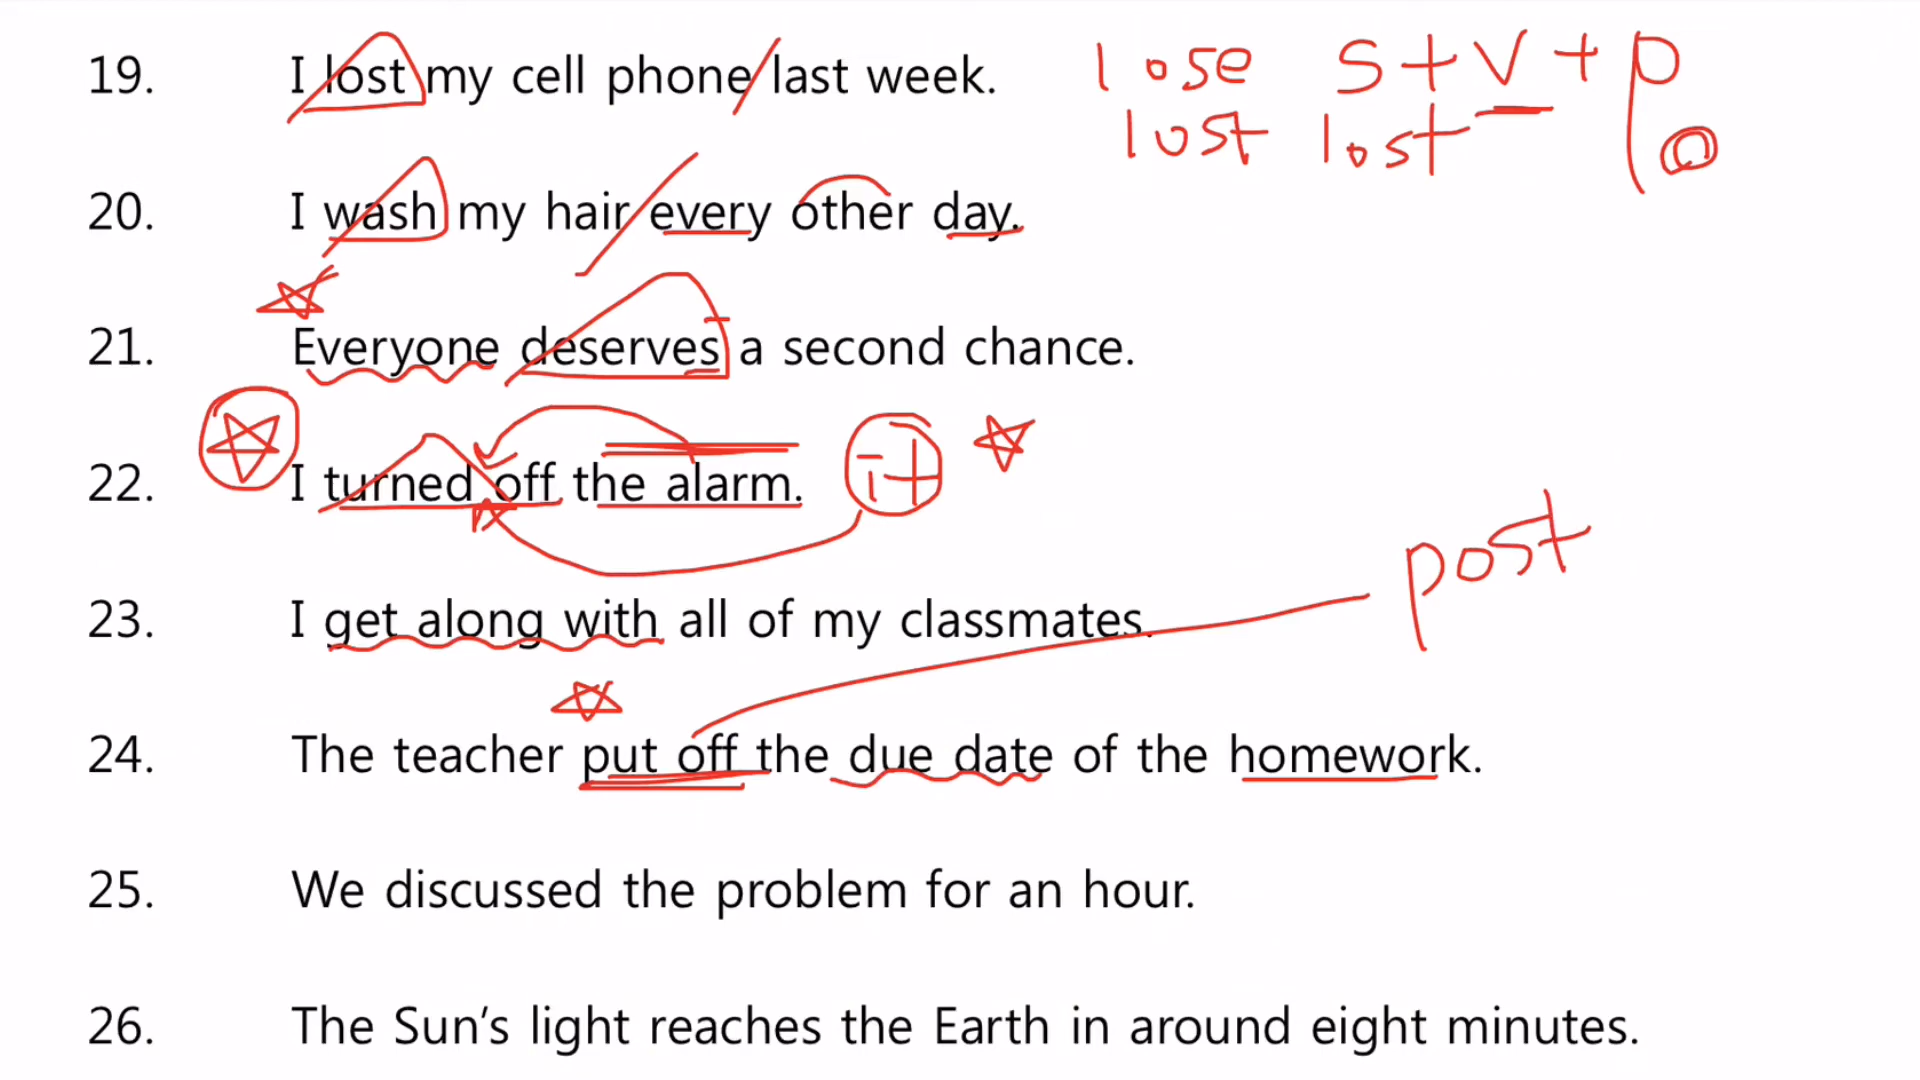 19. I lost my cell phone last week. lose s+v+p
lost lost
20. I wash my hair every other day.
21. Everyone deserves a second chance.
22. I turned off the alarm. it
23. I get along with all of my classmates. post
24. The teacher put off the due date of the homework.
25. We discussed the problem for an hour.
26. The Sun's light reaches the Earth in around eight minutes.